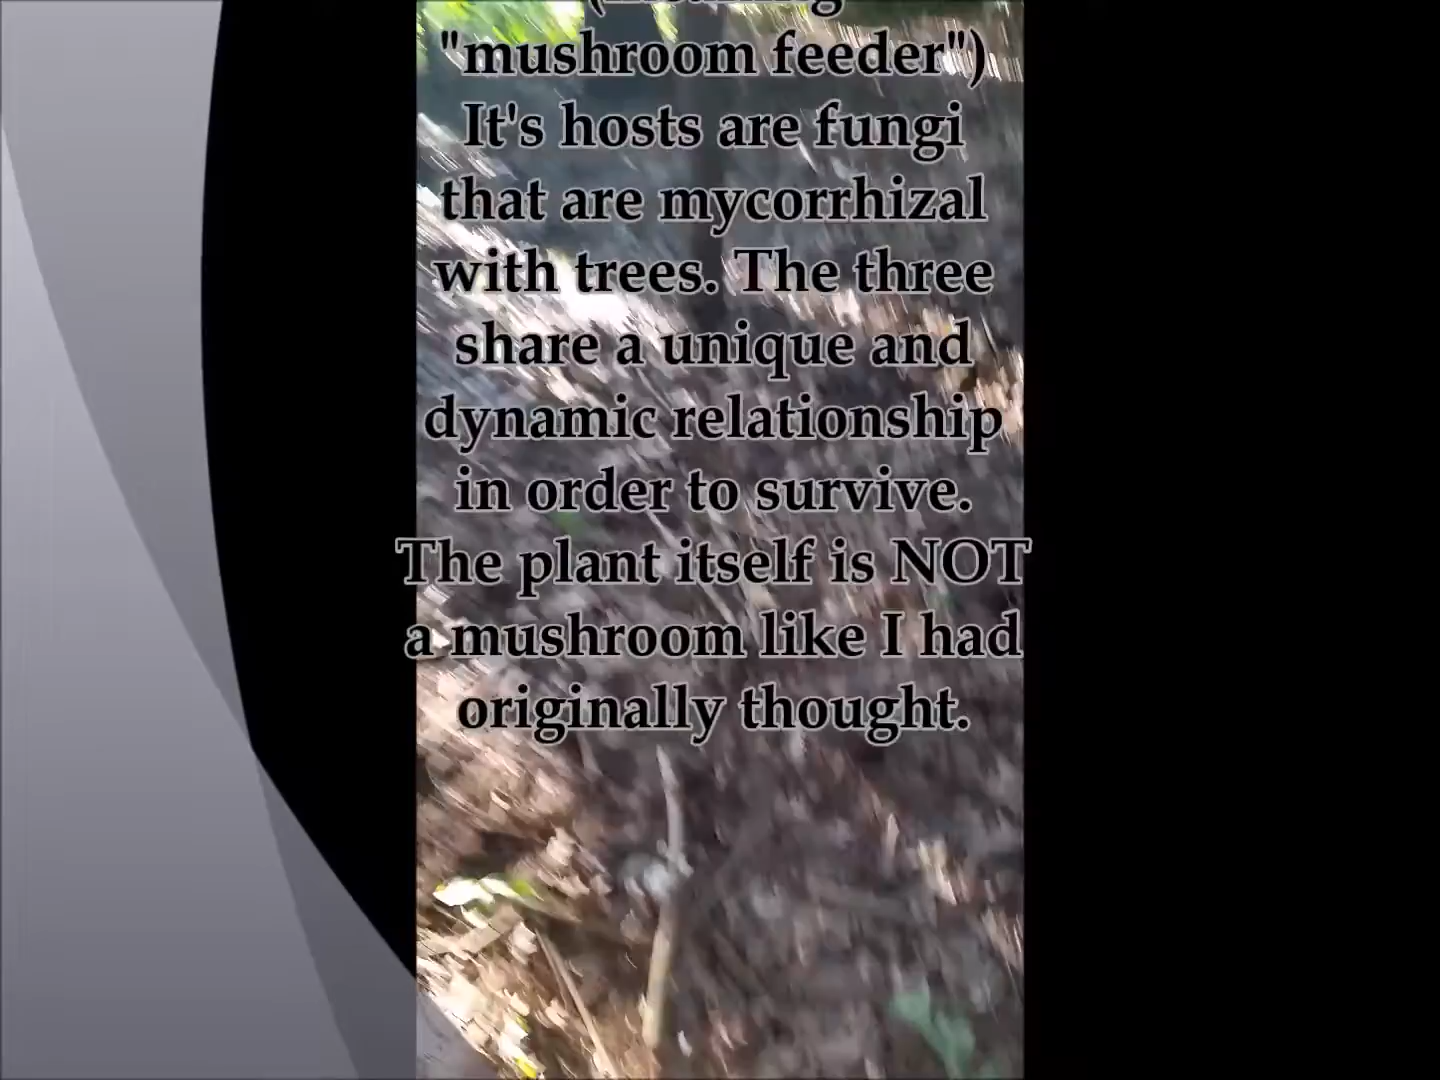 "mushroom feeder")
It's hosts are fungi
that are mycorrhizal
with trees. The three
share a unique and
dynamic relationship
in order to survive.
The plant itself is NOT
a mushroom like I had
originally thought.